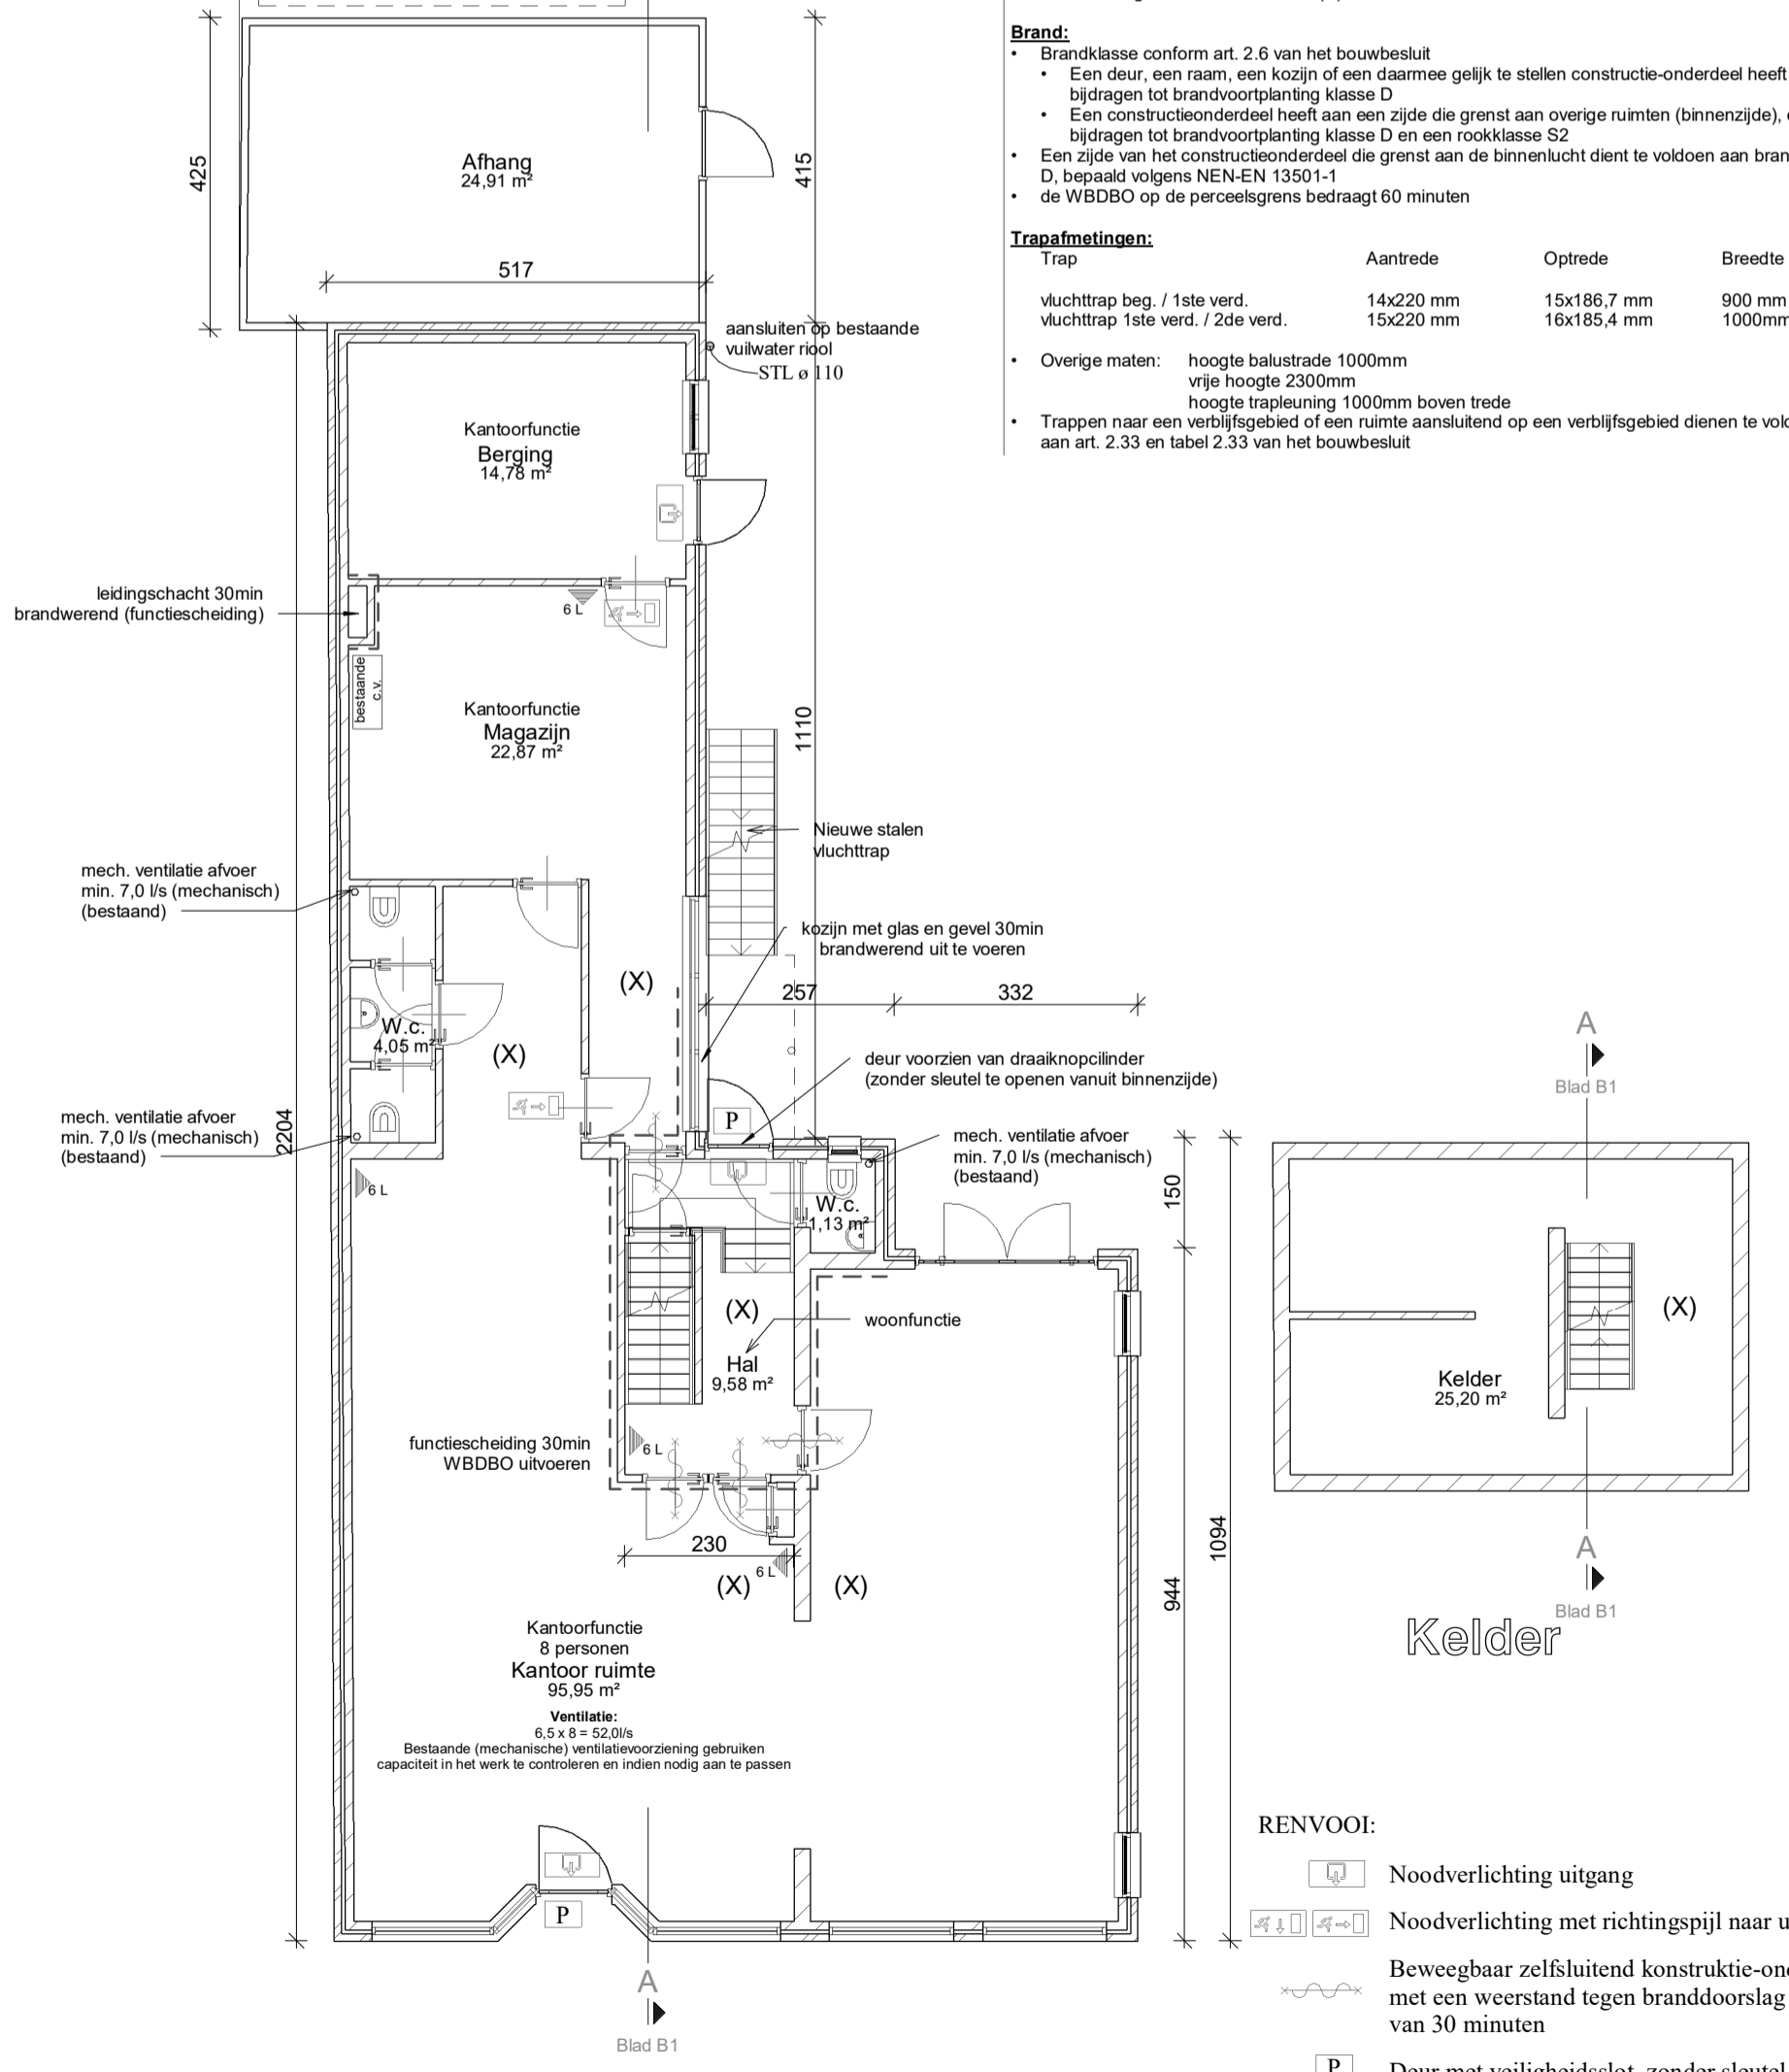 Brand:
• Brandklasse conform art. 2.6 van het bouwbesluit
• Een deur, een raam, een kozijn of een daarmee gelijk te stellen constructie-onderdeel heeft
bijdragen tot brandvoortplanting klasse D
• Een constructieonderdeel heeft aan een zijde die grenst aan overige ruimten (binnenzijde),
bijdragen tot brandvoortplanting klasse D en een rookklasse S2
• Een zijde van het constructieonderdeel die grenst aan de binnenlucht dient te voldoen aan
D, bepaald volgens NEN-EN 13501-1
• de WBDBO op de perceelsgrens bedraagt 60 minuten
Trapafmetingen:
Trap Aantrede Optrede Breedte
vluchttrap beg. / 1ste verd. 14x220 mm 15x186,7 mm 900 mm
vluchttrap 1ste verd. / 2de verd. 15x220 mm 16x185,4 mm 1000mm
• Overige maten: hoogte balustrade 1000mm
vrije hoogte 2300mm
hoogte trapleuning 1000mm boven trede
• Trappen naar een verblijfsgebied of een ruimte aansluitend op een verblijfsgebied dienen te
aan art. 2.33 en tabel 2.33 van het bouwbesluit
425
Afhang
24,91 m²
415
517
aansluiten op bestaande
vuilwater riool
STL ø 110
Kantoorfunctie
Berging
14,78 m²
leidingschacht 30min
brandwerend (functiescheiding)
6 L
bestaande
c.v.
Kantoorfunctie
Magazijn
22,87 m²
1110
Nieuwe stalen
vluchttrap
mech. ventilatie afvoer
min. 7,0 l/s (mechanisch)
(bestaand)
kozijn met glas en gevel 30min
brandwerend uit te voeren
(X)
257
332
W.c.
4,05 m²
(X)
deur voorzien van draaiknopcilinder
(zonder sleutel te openen vanuit binnenzijde)
P
mech. ventilatie afvoer
min. 7,0 l/s (mechanisch)
(bestaand)
2204
mech. ventilatie afvoer
min. 7,0 l/s (mechanisch)
(bestaand)
6 L
W.c.
1,13 m²
150
(X)
woonfunctie
Hal
9,58 m²
functiescheiding 30min
WBDBO uitvoeren
6 L
230
6 L
(X)
(X)
944
1094
Kantoorfunctie
8 personen
Kantoor ruimte
95,95 m²
Ventilatie:
6,5 x 8 = 52,0l/s
Bestaande (mechanische) ventilatievoorziening gebruiken
capaciteit in het werk te controleren en indien nodig aan te passen
P
A
Blad B1
A
Blad B1
(X)
Kelder
25,20 m²
A
Blad B1
Kelder
RENVOOI:
Noodverlichting uitgang
Noodverlichting met richtingspijl naar
Beweegbaar zelfsluitend
met een weerstand tegen branddoorslag
van 30 minuten
P Deur met veiligheidsslot, zonder sleutel